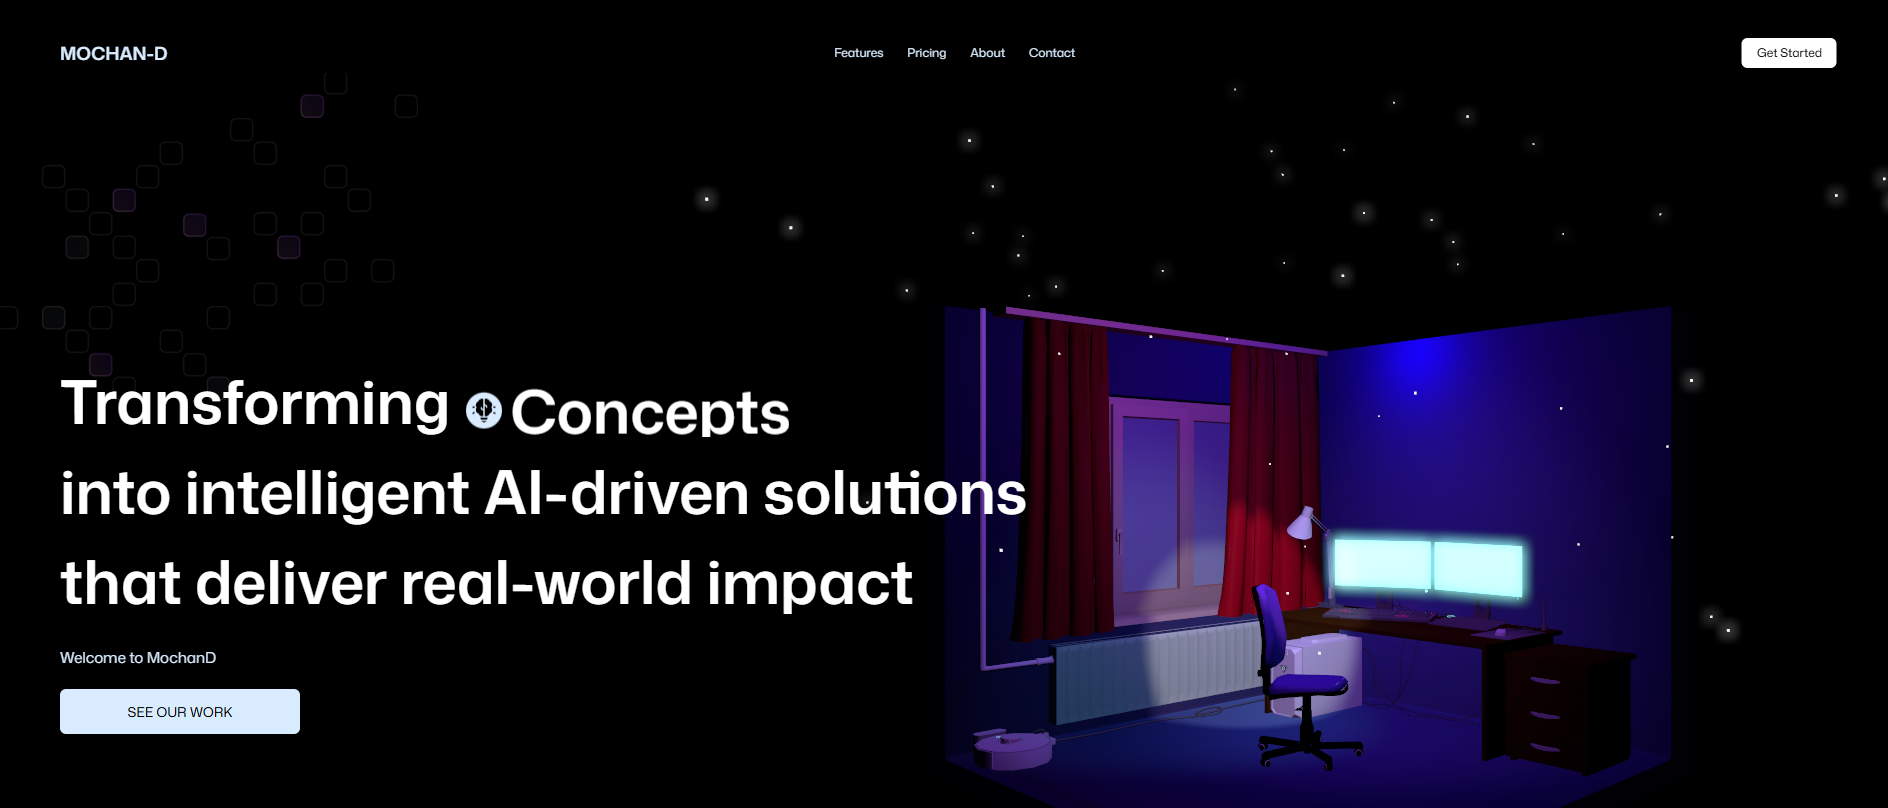 MOCHAN-D
Features Pricing About Contact
Get Started
Transforming Concepts
into intelligent AI-driven solutions
that deliver real-world impact
Welcome to MochanD
SEE OUR WORK